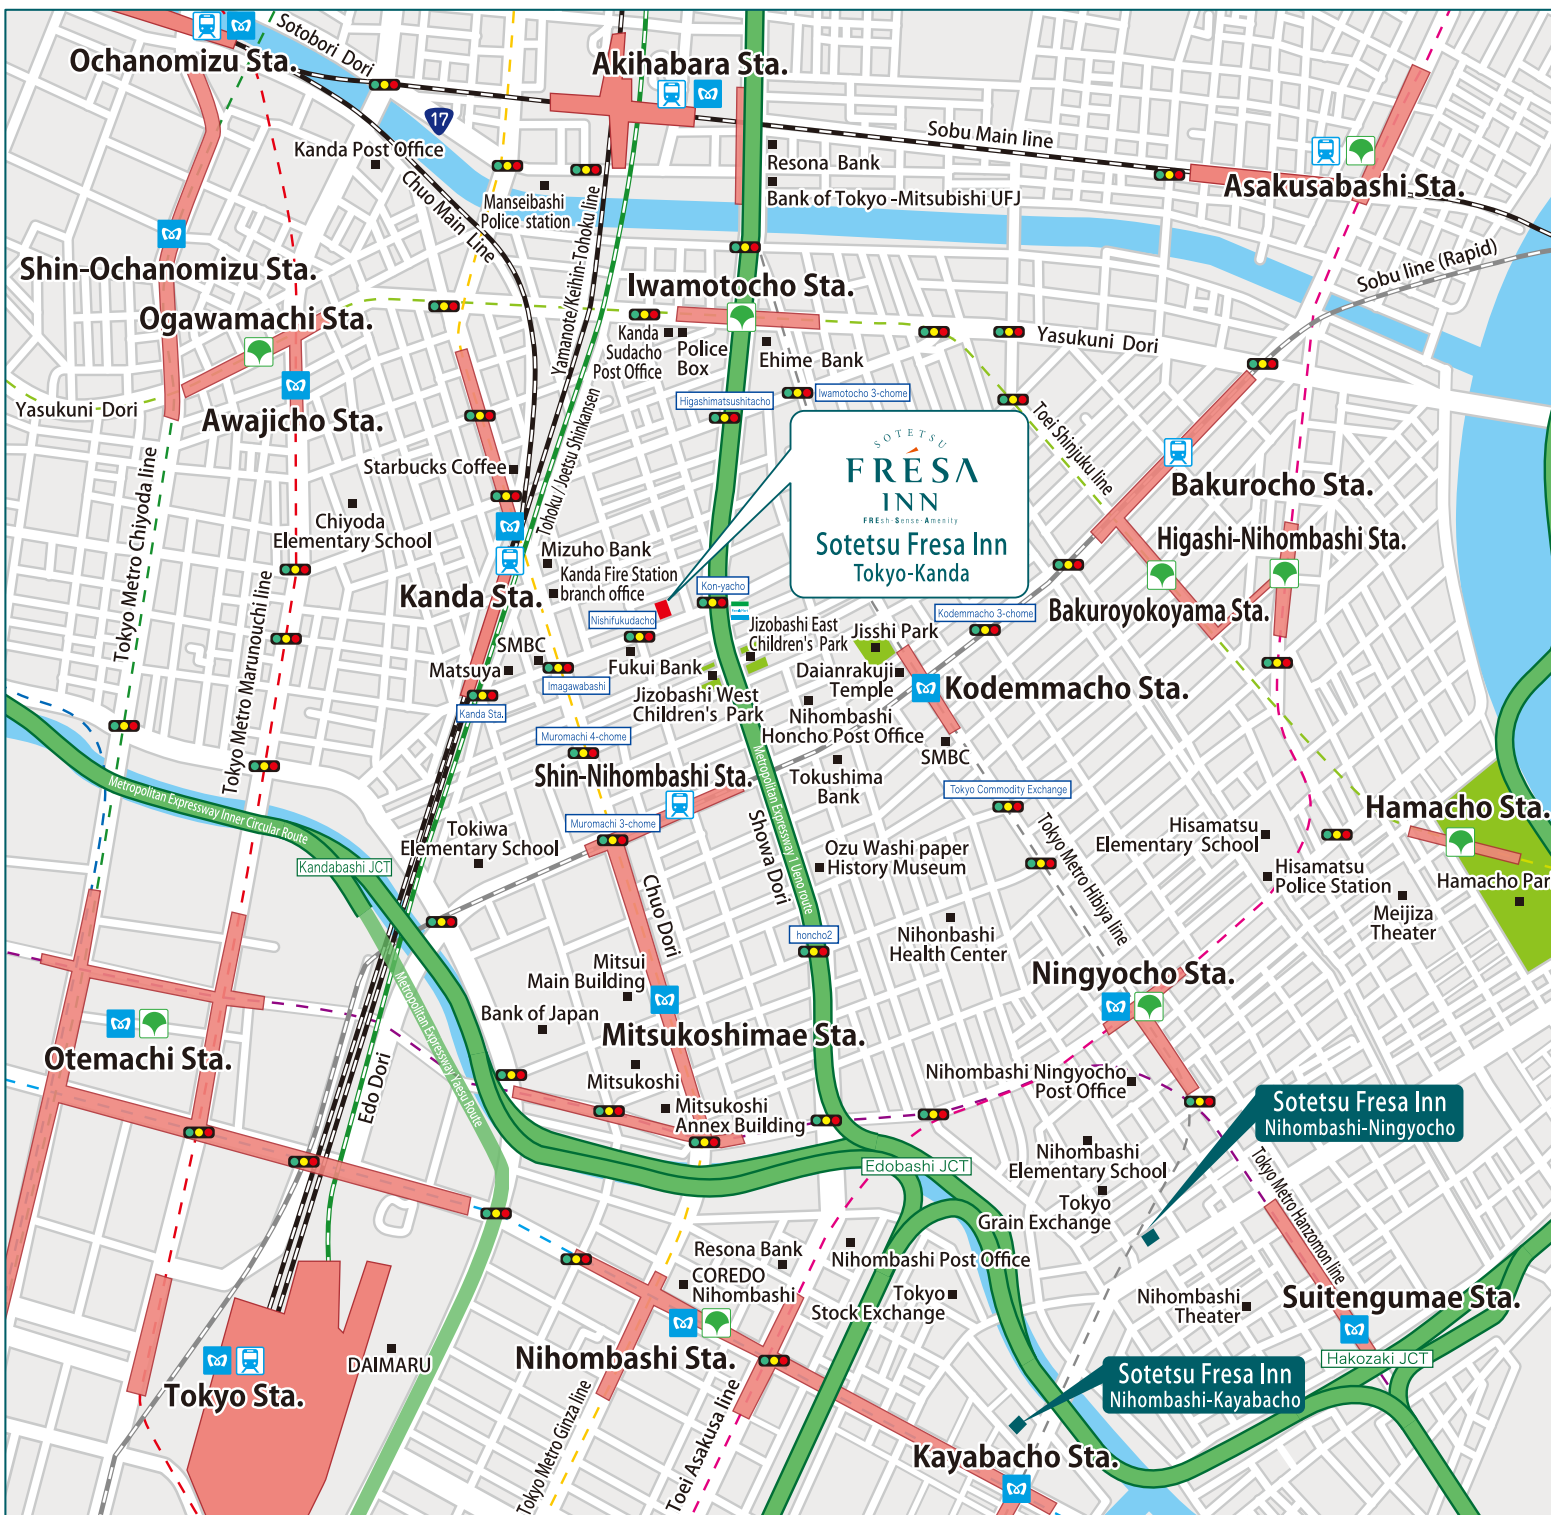 Sotobori Dori
Ochanomizu Sta.
Akihabara Sta.
17
Kanda Post Office
Chuo Main Line
Manseibashi
Police station
Resona Bank
Bank of Tokyo -Mitsubishi UFJ
Sobu Main line
Asakusabashi Sta.
Sobu line (Rapid)
Shin-Ochanomizu Sta.
Ogawamachi Sta.
Yamanote/Keihin-Tohoku line
Iwamotocho Sta.
Kanda
Sudacho
Post Office
Police
Box
Ehime Bank
Yasukuni Dori
Iwamotocho 3-chome
Higashimatsushitacho
Yasukuni Dori
Awajicho Sta.
Toei Shinjuku line
Tohoku / Joetsu Shinkansen
Starbucks Coffee
SOTETSU
FRÉSA
INN
FREsh·Sense·Amenity
Sotetsu Fresa Inn
Tokyo-Kanda
Bakurocho Sta.
Tokyo Metro Chiyoda line
Chiyoda
Elementary School
Higashi-Nihombashi Sta.
Mizuho Bank
Kanda Fire Station
branch office
Kanda Sta.
Kon-yacho
Nishifukudacho
Kodemmacho 3-chome
Bakuroyokoyama Sta.
Tokyo Metro Marunouchi line
SMBC
Matsuya
Fukui Bank
Jizobashi East
Children's Park
Jisshi Park
Daianrakuji
Temple
Kodemmacho Sta.
Imagawabashi
Jizobashi West
Children's Park
Kanda Sta.
Nihombashi
Honcho Post Office
Muromachi 4-chome
SMBC
Shin-Nihombashi Sta.
Tokushima
Bank
Tokyo Commodity Exchange
Metropolitan Expressway Inner Circular Route
Metropolitan Expressway 1 Ueno route
Hamacho Sta.
Muromachi 3-chome
Tokiwa
Elementary School
Showa Dori
Tokyo Metro Hibiya line
Hisamatsu
Elementary School
Kandabashi JCT
Ozu Washi paper
History Museum
Hisamatsu
Police Station
Hamacho Par
Chuo Dori
Meijiza
Theater
honcho2
Nihonbashi
Health Center
Mitsui
Main Building
Ningyocho Sta.
Metropolitan Expressway Yaesu Route
Bank of Japan
Mitsukoshimae Sta.
Otemachi Sta.
Edo Dori
Mitsukoshi
Nihombashi Ningyocho
Post Office
Mitsukoshi
Annex Building
Sotetsu Fresa Inn
Nihombashi-Ningyocho
Edobashi JCT
Nihombashi
Elementary School
Tokyo Metro Hanzomon line
Tokyo
Grain Exchange
Resona Bank
Nihombashi Post Office
COREDO
Nihombashi
Tokyo
Stock Exchange
Nihombashi
Theater
Suitengumae Sta.
DAIMARU
Nihombashi Sta.
Hakozaki JCT
Tokyo Sta.
Sotetsu Fresa Inn
Nihombashi-Kayabacho
Tokyo Metro Ginza line
Toei Asakusa line
Kayabacho Sta.